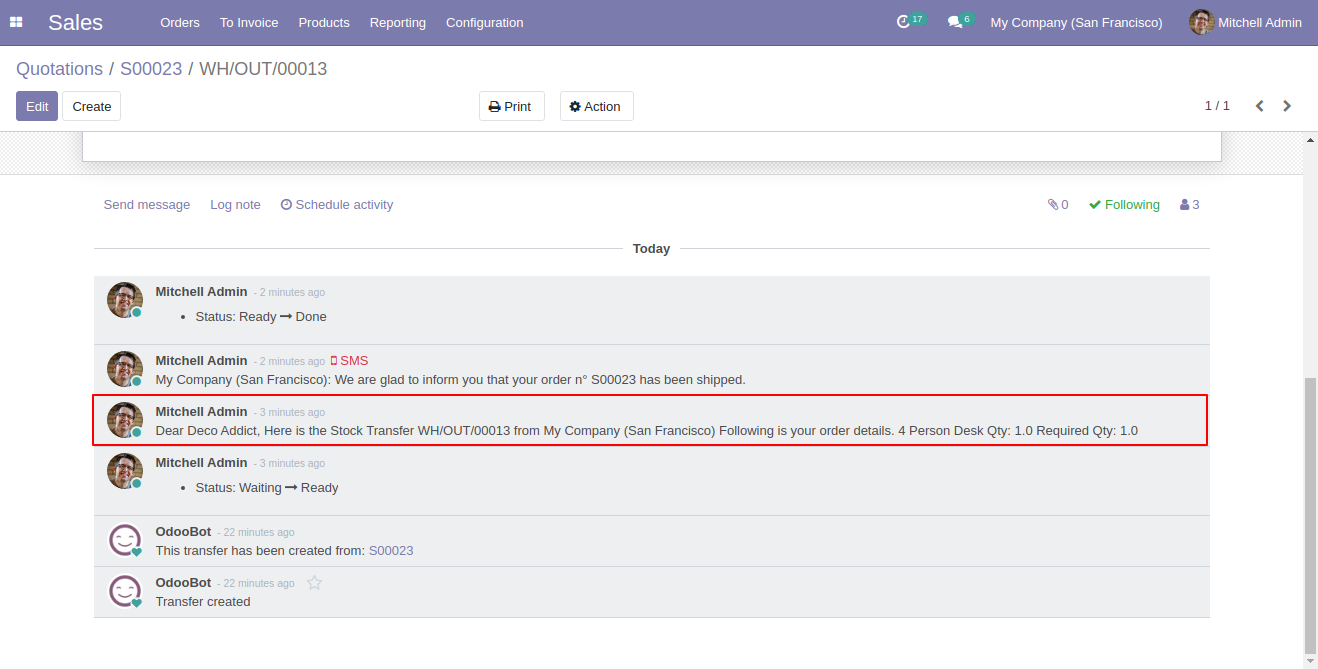 Sales Orders To Invoice Products Reporting Configuration 17 6 My Company (San Francisco) Mitchell Admin
Quotations / S00023 / WH/OUT/00013
Edit Create Print Action 1 / 1
Send message Log note Schedule activity 0 Following 3
Today
Mitchell Admin - 2 minutes ago
• Status: Ready → Done
Mitchell Admin - 2 minutes ago SMS
My Company (San Francisco): We are glad to inform you that your order n° S00023 has been shipped.
Mitchell Admin - 3 minutes ago
Dear Deco Addict, Here is the Stock Transfer WH/OUT/00013 from My Company (San Francisco) Following is your order details. 4 Person Desk Qty: 1.0 Required Qty: 1.0
Mitchell Admin - 3 minutes ago
• Status: Waiting → Ready
OdooBot - 22 minutes ago
This transfer has been created from: S00023
OdooBot - 22 minutes ago
Transfer created